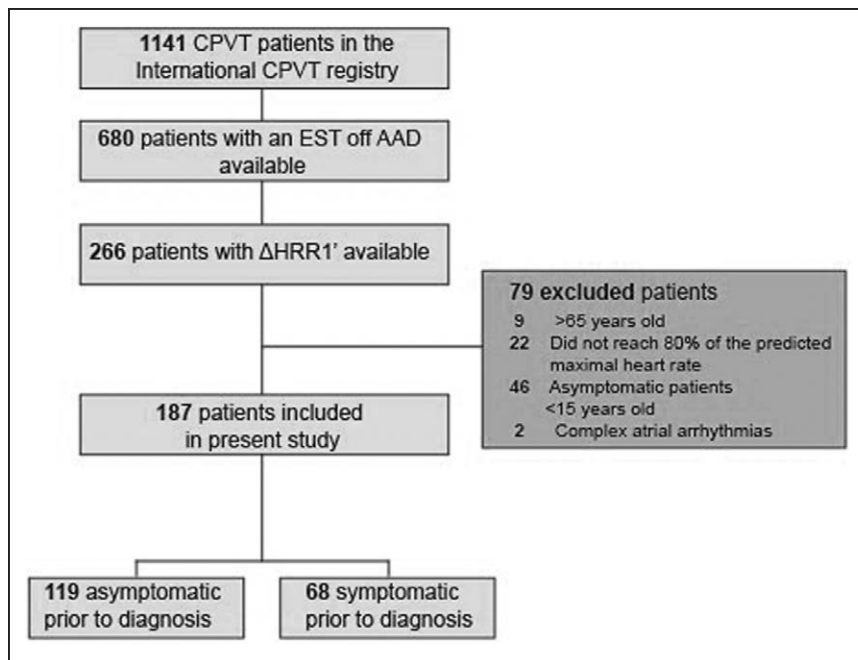 1141 CPVT patients in the
International CPVT registry
680 patients with an EST off AAD
available
266 patients with ΔHRR1' available
79 excluded patients
9 >65 years old
22 Did not reach 80% of the predicted
maximal heart rate
46 Asymptomatic patients
<15 years old
2 Complex atrial arrhythmias
187 patients included
in present study
119 asymptomatic
prior to diagnosis
68 symptomatic
prior to diagnosis